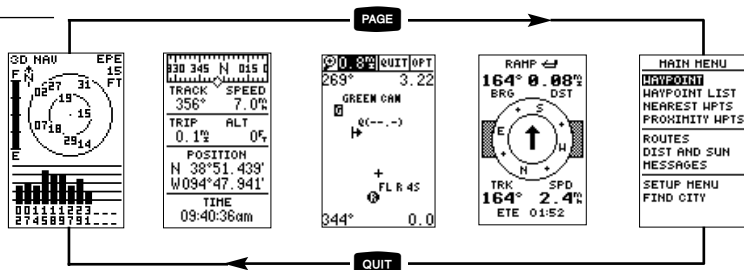 PAGE
3D NAV EPE
15
FT
F N
02 27 31
19
15
07 18
29 14
E
0011111223___
274589791___
330 345 N 015 0
TRACK SPEED
356° 7.0
TRIP ALT
0.1 0
POSITION
N 38°51.439'
W094°47.941'
TIME
09:40:36am
0.8 QUIT OPT
269° 3.22
GREEN CAN
@(--.-)
FL R 4S
344° 0.0
RAMP
164° 0.08
BRG DST
S
E W
N
TRK SPD
164° 2.4
ETE 01:52
MAIN MENU
WAYPOINT
WAYPOINT LIST
NEAREST WPTS
PROXIMITY WPTS
ROUTES
DIST AND SUN
MESSAGES
SETUP MENU
FIND CITY
QUIT